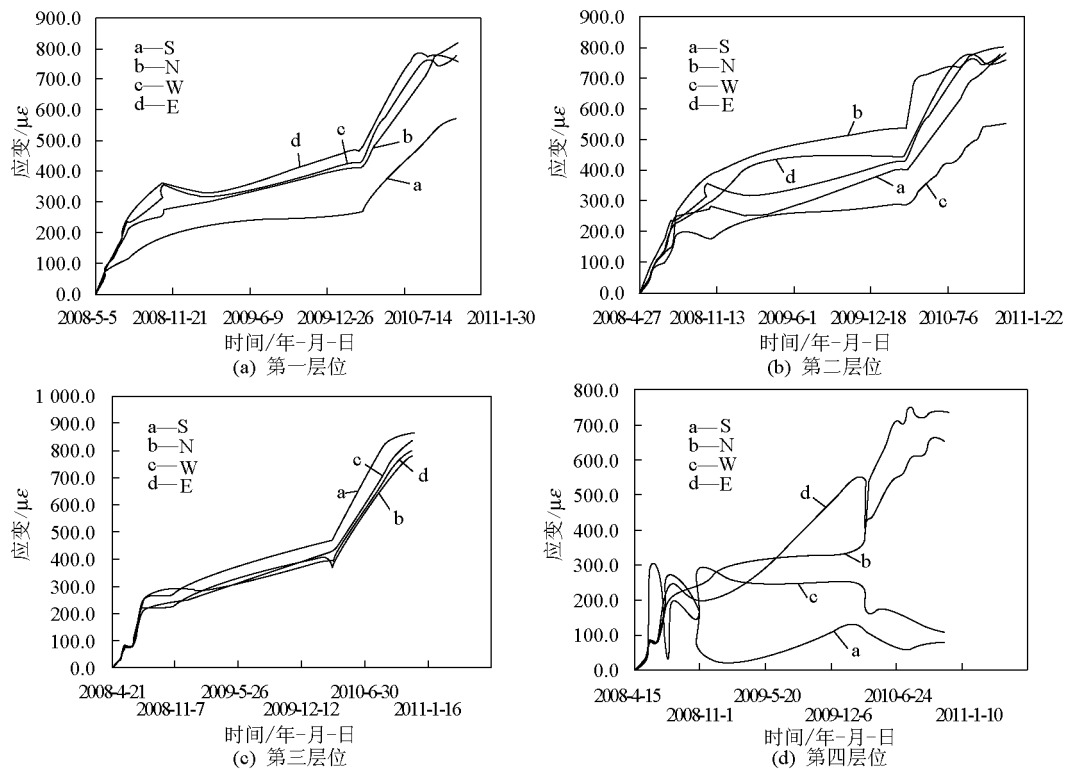 900.0
800.0
700.0
600.0
500.0
400.0
300.0
200.0
100.0
0.0
应变/με
a—S
b—N
c—W
d—E
d
c
b
a
2008-5-5 2008-11-21 2009-6-9 2009-12-26 2010-7-14 2011-1-30
时间/年-月-日
(a) 第一层位
900.0
800.0
700.0
600.0
500.0
400.0
300.0
200.0
100.0
0.0
应变/με
a—S
b—N
c—W
d—E
b
d
a
c
2008-4-27 2008-11-13 2009-6-1 2009-12-18 2010-7-6 2011-1-22
时间/年-月-日
(b) 第二层位
1 000.0
900.0
800.0
700.0
600.0
500.0
400.0
300.0
200.0
100.0
0.0
应变/με
a—S
b—N
c—W
d—E
c
a
d
b
2008-4-21 2009-5-26 2010-6-30
2008-11-7 2009-12-12 2011-1-16
时间/年-月-日
(c) 第三层位
800.0
700.0
600.0
500.0
400.0
300.0
200.0
100.0
0.0
应变/με
a—S
b—N
c—W
d—E
d
b
c
a
2008-4-15 2009-5-20 2010-6-24
2008-11-1 2009-12-6 2011-1-10
时间/年-月-日
(d) 第四层位